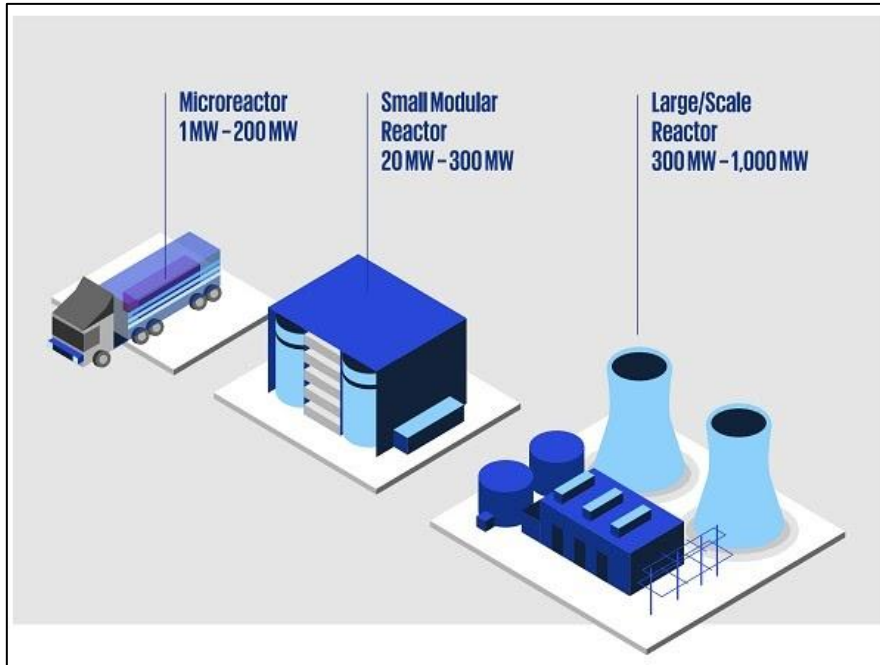 Microreactor
1 MW – 200 MW
Small Modular
Reactor
20 MW – 300 MW
Large/Scale
Reactor
300 MW – 1,000 MW